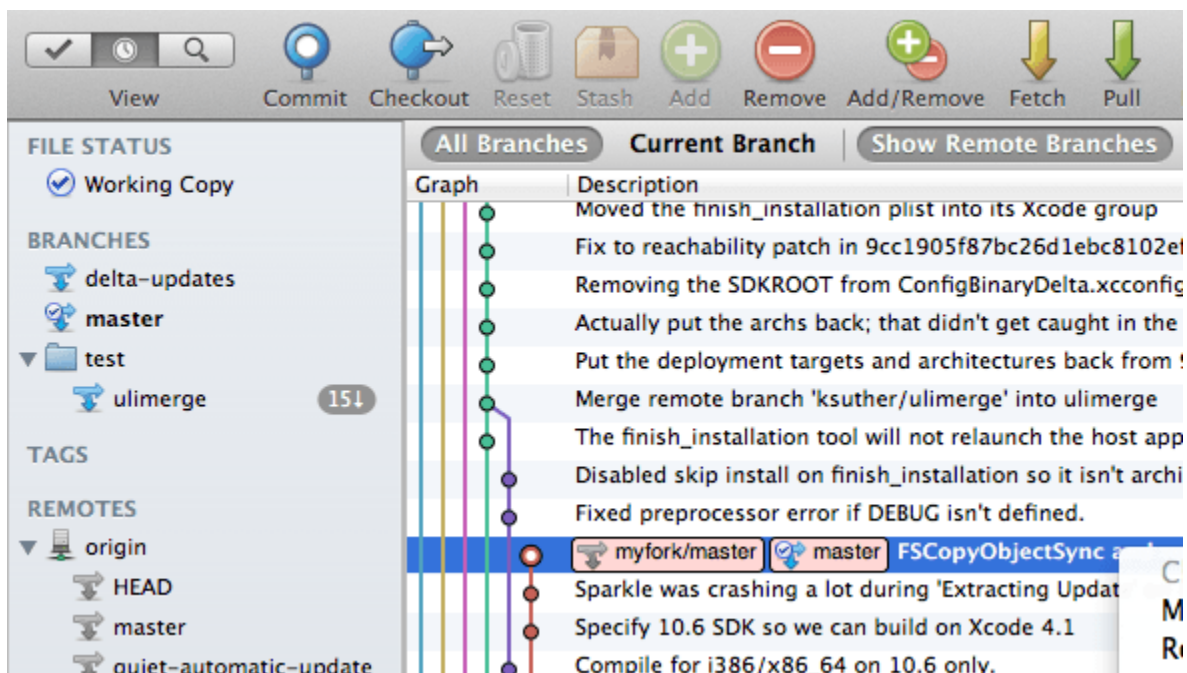 View Commit Checkout Reset Stash Add Remove Add/Remove Fetch Pull
FILE STATUS
Working Copy
BRANCHES
delta-updates
master
test
ulimerge 15↓
TAGS
REMOTES
origin
HEAD
master
quiet-automatic-update
All Branches Current Branch Show Remote Branches
Graph Description
Moved the finish_installation plist into its Xcode group
Fix to reachability patch in 9cc1905f87bc26d1ebc8102ef
Removing the SDKROOT from ConfigBinaryDelta.xcconfig
Actually put the archs back; that didn't get caught in the
Put the deployment targets and architectures back from 9
Merge remote branch 'ksuther/ulimerge' into ulimerge
The finish_installation tool will not relaunch the host app
Disabled skip install on finish_installation so it isn't archi
Fixed preprocessor error if DEBUG isn't defined.
myfork/master master FSCopyObjectSync
Sparkle was crashing a lot during 'Extracting Updat
Specify 10.6 SDK so we can build on Xcode 4.1
Compile for i386/x86_64 on 10.6 only.